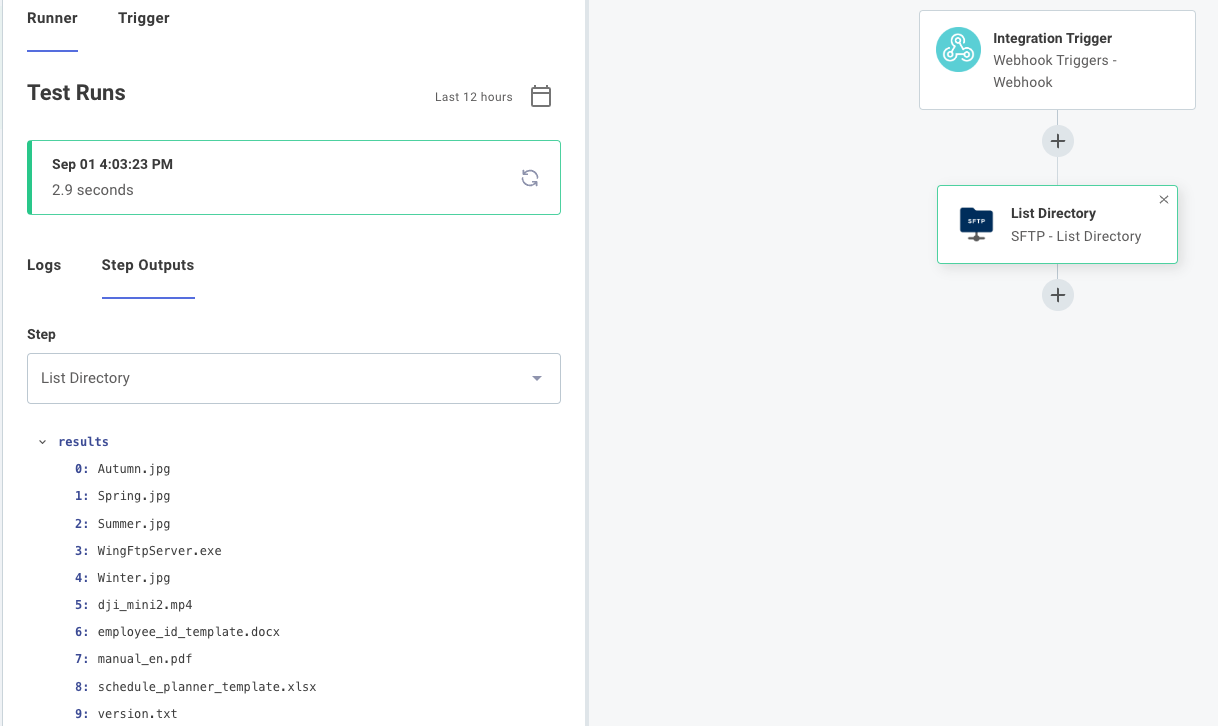 Runner
Trigger
Test Runs
Last 12 hours
Sep 01 4:03:23 PM
2.9 seconds
Logs
Step Outputs
Step
List Directory
results
0: Autumn.jpg
1: Spring.jpg
2: Summer.jpg
3: WingFtpServer.exe
4: Winter.jpg
5: dji_mini2.mp4
6: employee_id_template.docx
7: manual_en.pdf
8: schedule_planner_template.xlsx
9: version.txt
Integration Trigger
Webhook Triggers -
Webhook
SFTP
List Directory
SFTP - List Directory